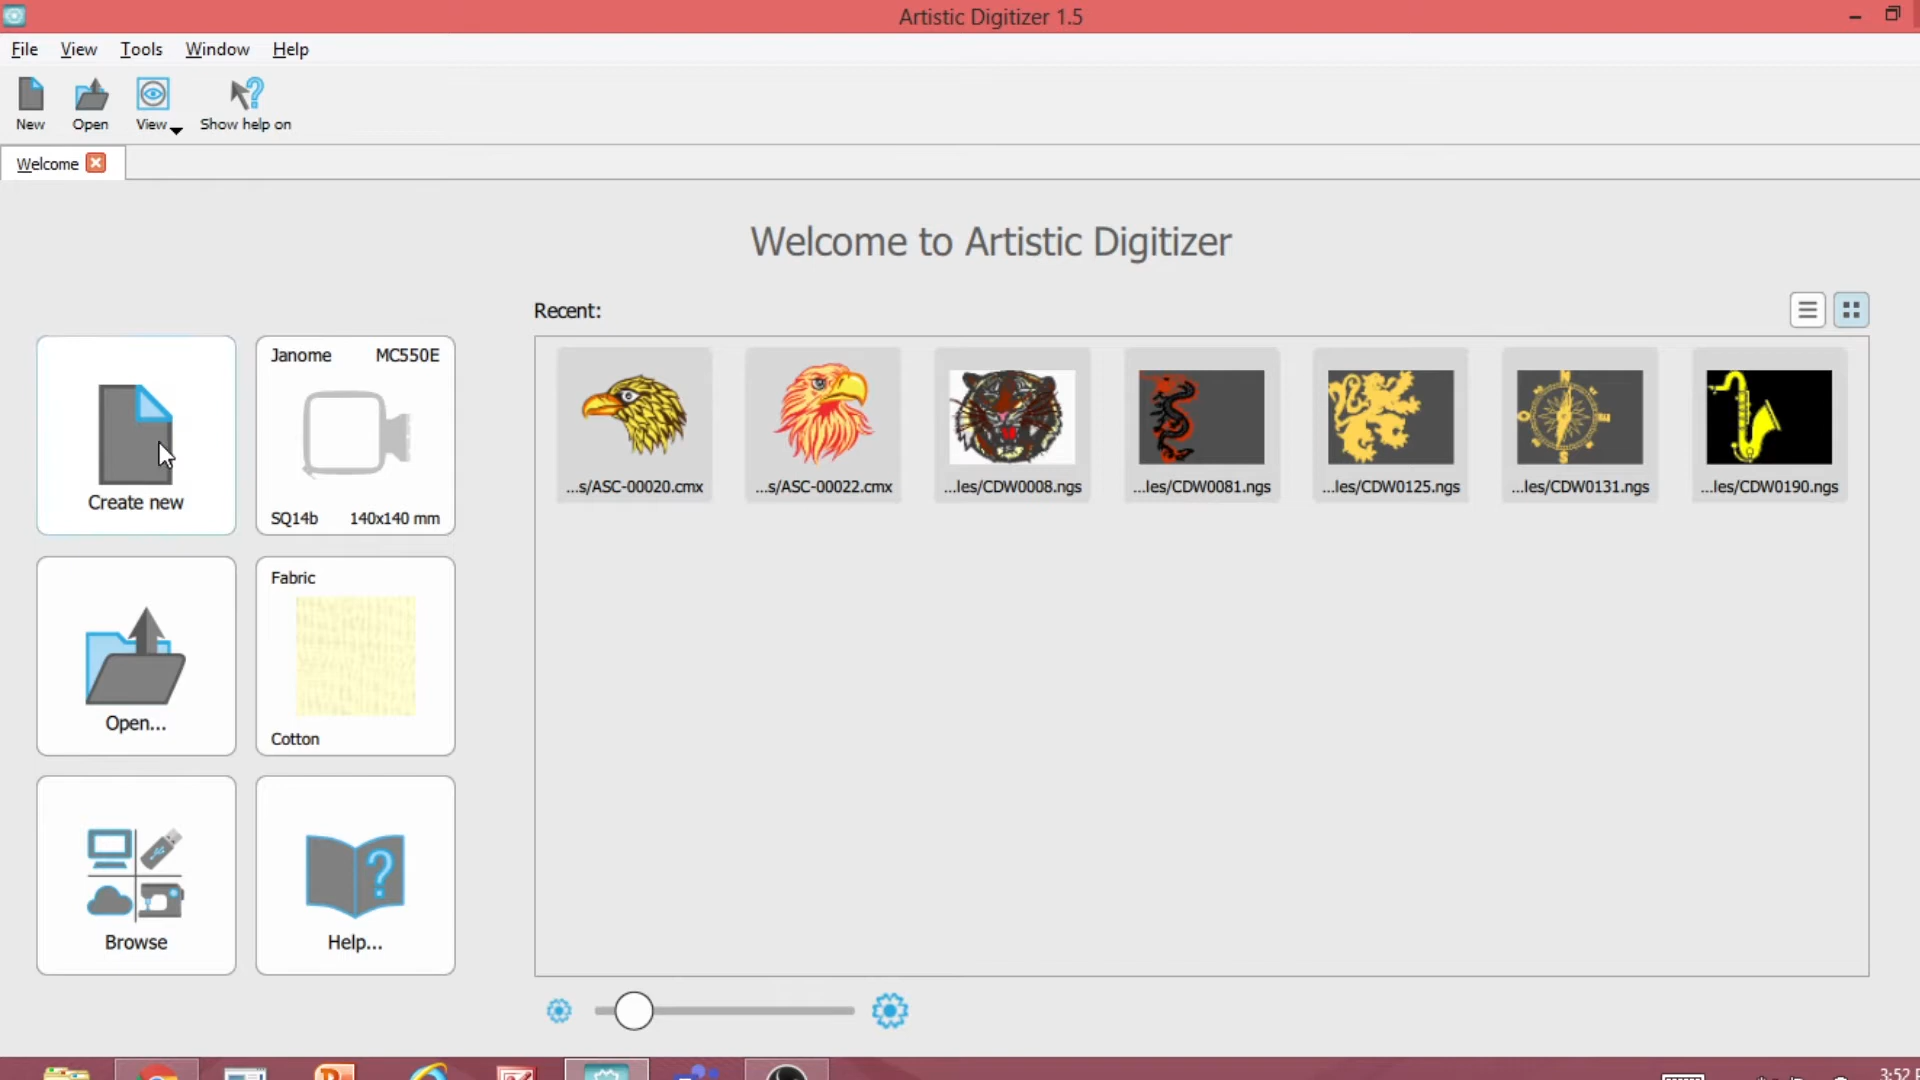 Artistic Digitizer 1.5
File View Tools Window Help
New Open View Show help on
Welcome
Welcome to Artistic Digitizer
Recent:
Create new
Janome MC550E
SQ14b 140x140 mm
...s/ASC-00020.cmx
...s/ASC-00022.cmx
...les/CDW0008.ngs
...les/CDW0081.ngs
...les/CDW0125.ngs
...les/CDW0131.ngs
...les/CDW0190.ngs
Open...
Fabric
Cotton
Browse
Help...
3:52